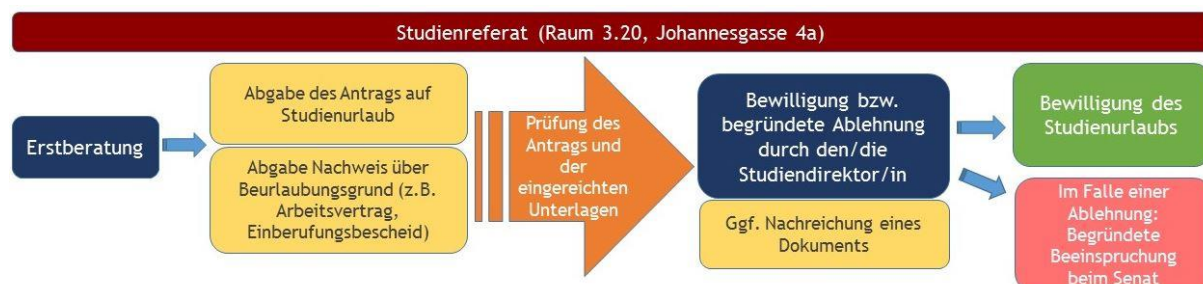 Studienreferat (Raum 3.20, Johannesgasse 4a)
Erstberatung
Abgabe des Antrags auf
Studienurlaub
Abgabe Nachweis über
Beurlaubungsgrund (z.B.
Arbeitsvertrag,
Einberufungsbescheid)
Prüfung des
Antrags und
der
eingereichten
Unterlagen
Bewilligung bzw.
begründete Ablehnung
durch den/die
Studiendirektor/in
Ggf. Nachreichung eines
Dokuments
Bewilligung des
Studienurlaubs
Im Falle einer
Ablehnung:
Begründete
Beeinspruchung
beim Senat